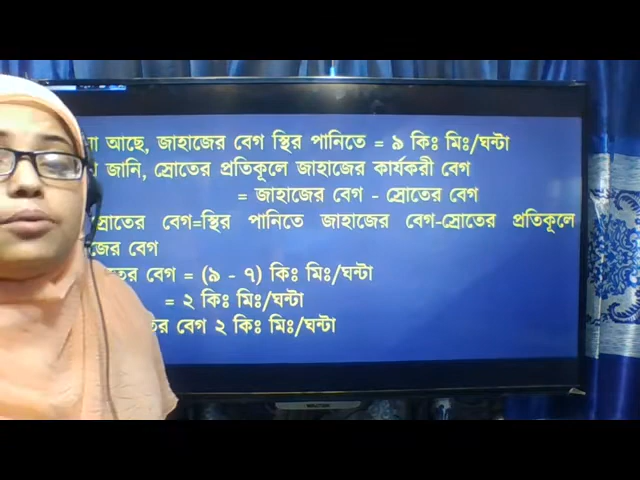 আছে, জাহাজের বেগ স্থির পানিতে = ৯ কিঃ মিঃ/ঘন্টা
জানি, স্রোতের প্রতিকূলে জাহাজের কার্যকরী বেগ
= জাহাজের বেগ - স্রোতের বেগ
বেগ=স্থির পানিতে জাহাজের বেগ-স্রোতের প্রতিকূলে
বেগ
বেগ = (৯ - ৭) কিঃ মিঃ/ঘন্টা
= ২ কিঃ মিঃ/ঘন্টা
বেগ ২ কিঃ মিঃ/ঘন্টা